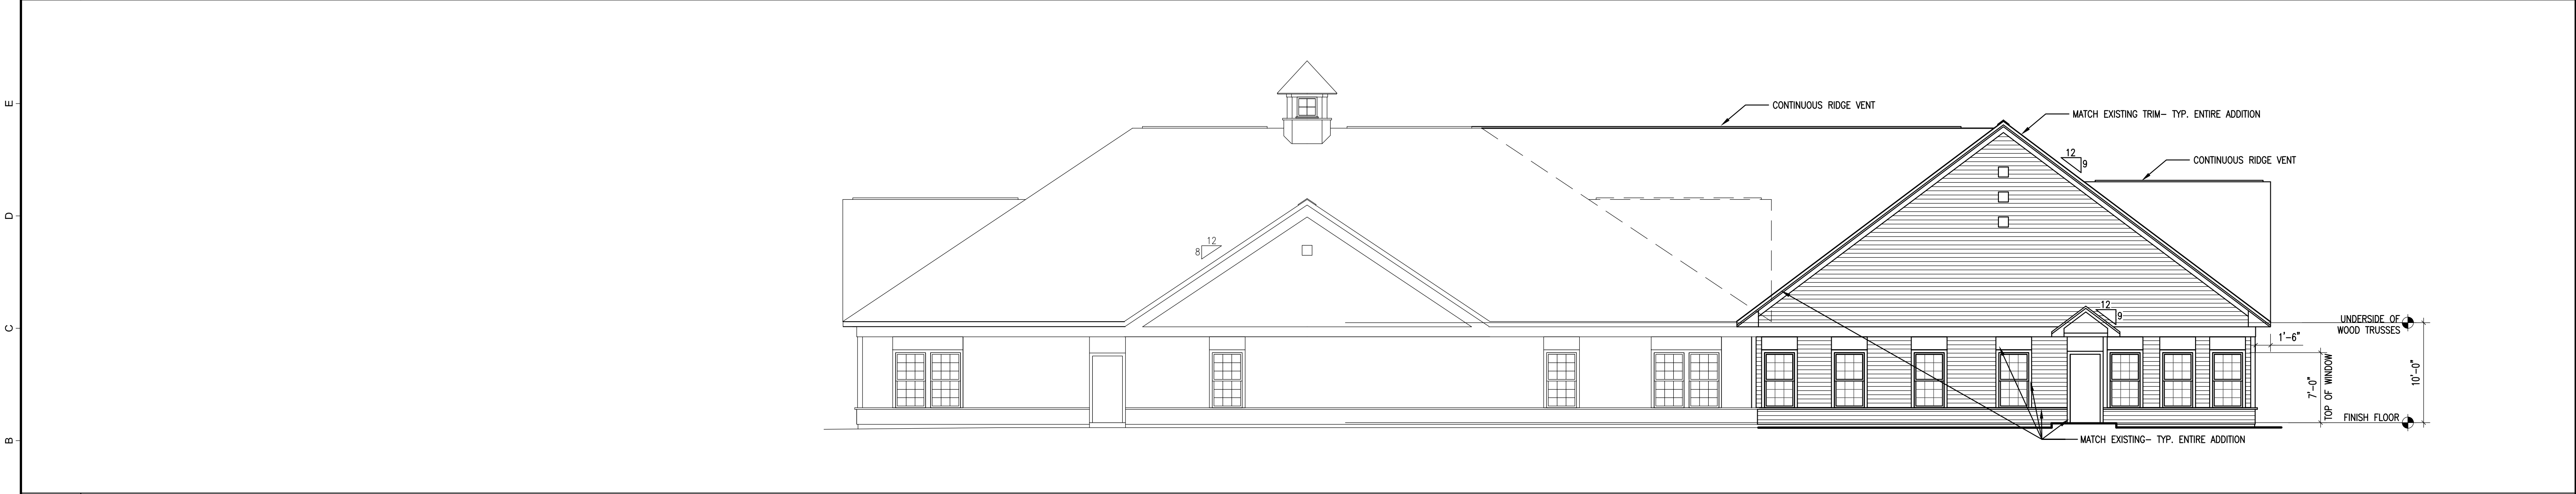 E
CONTINUOUS RIDGE VENT
MATCH EXISTING TRIM- TYP. ENTIRE ADDITION
12
9
CONTINUOUS RIDGE VENT
D
12
8
12
9
C
UNDERSIDE OF
WOOD TRUSSES
1'-6"
7'-0"
TOP OF WINDOW
10'-0"
FINISH FLOOR
B
MATCH EXISTING- TYP. ENTIRE ADDITION